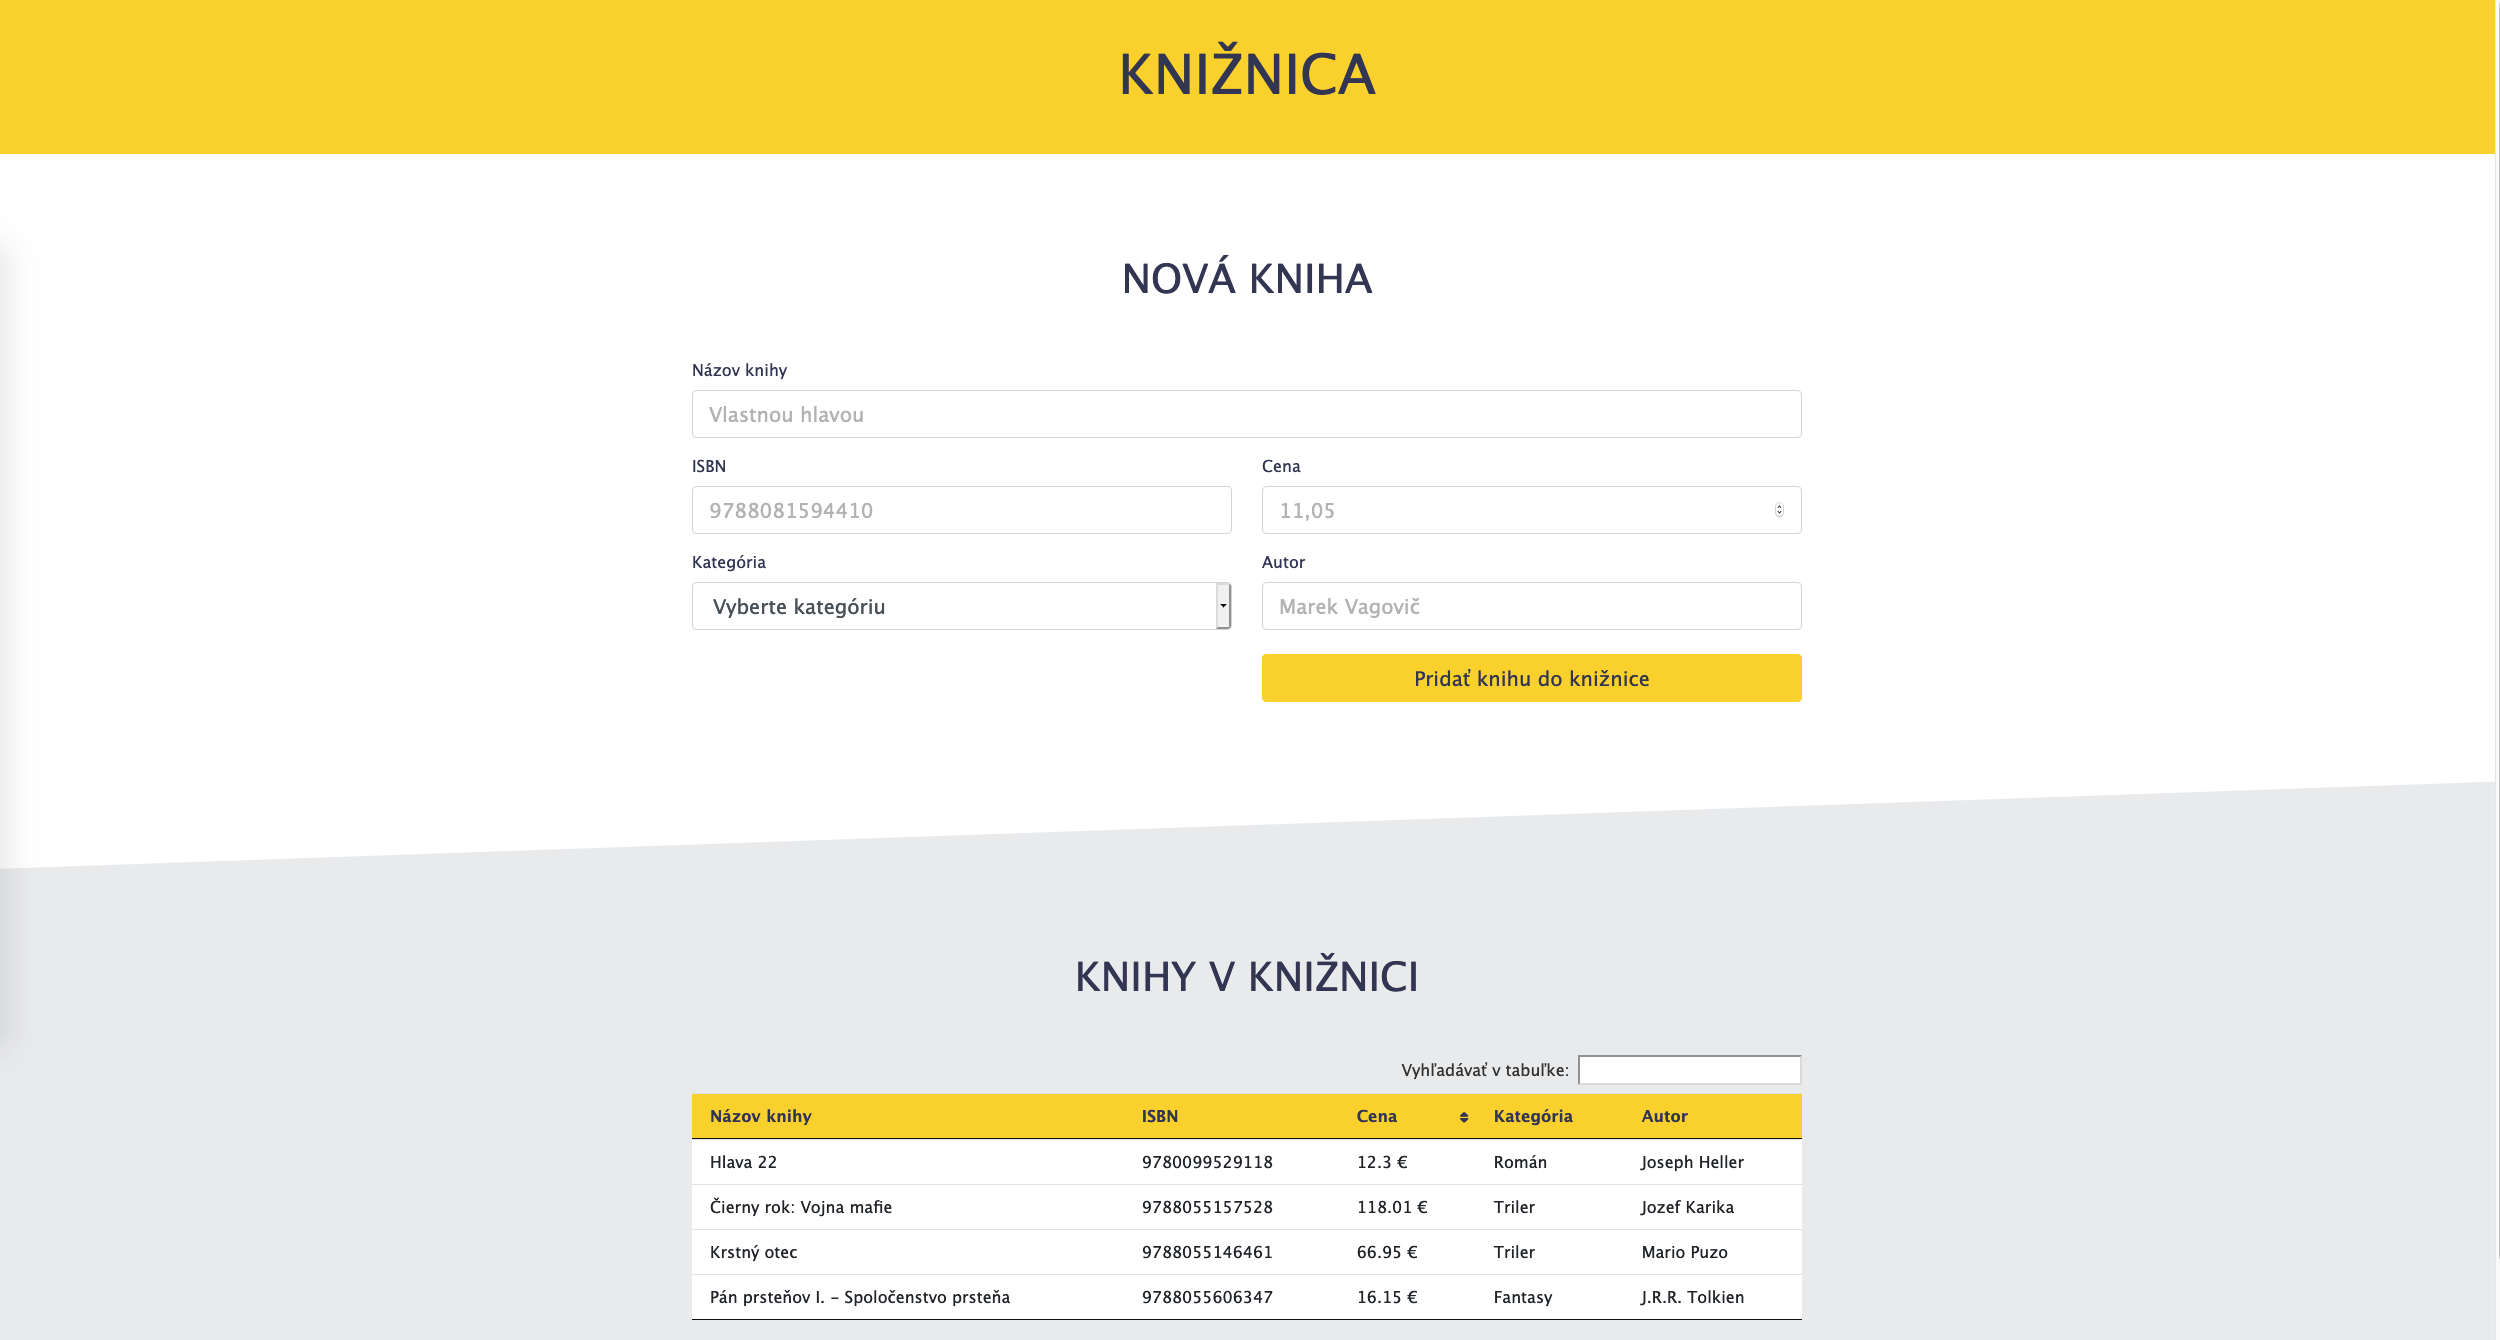 KNIŽNICA
NOVÁ KNIHA
Názov knihy
Vlastnou hlavou
ISBN Cena
9788081594410 11,05
Kategória Autor
Vyberte kategóriu Marek Vagovič
Pridať knihu do knižnice
KNIHY V KNIŽNICI
Vyhľadávať v tabuľke:
Názov knihy ISBN Cena Kategória Autor
Hlava 22 9780099529118 12.3 € Román Joseph Heller
Čierny rok: Vojna mafie 9788055157528 118.01 € Triler Jozef Karika
Krstný otec 9788055146461 66.95 € Triler Mario Puzo
Pán prsteňov I. – Spoločenstvo prsteňa 9788055606347 16.15 € Fantasy J.R.R. Tolkien